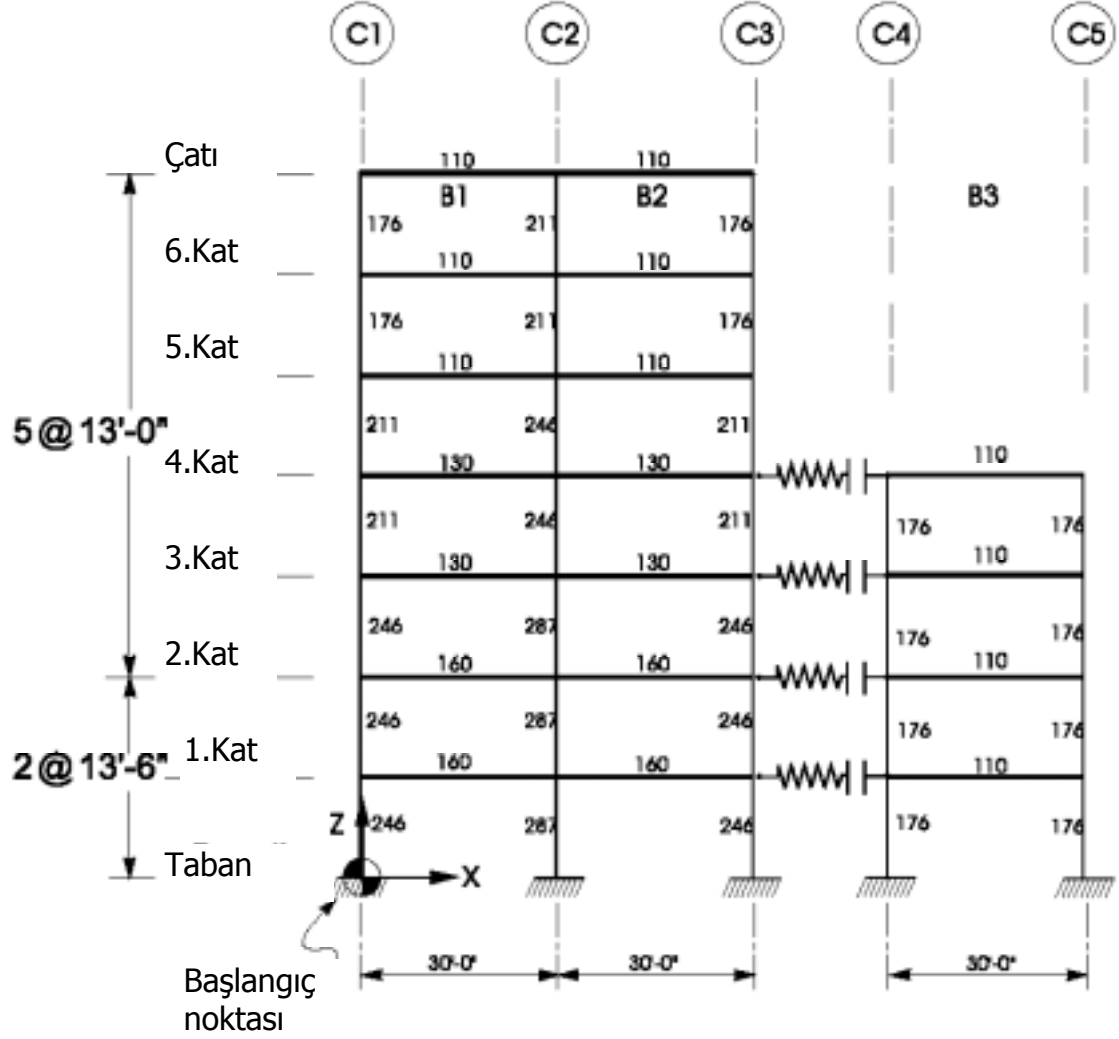 C1 C2 C3 C4 C5
Çatı
110 110
B1 B2 B3
176 211 176
6.Kat
110 110
176 211 176
5.Kat
110 110
5 @ 13'-0"
211 246 211
4.Kat
130 130 110
211 246 211 176 176
3.Kat
130 130 110
246 287 246 176 176
2.Kat
160 160 110
246 287 246 176 176
1.Kat
2 @ 13'-6"
160 160 110
Z 246 287 246 176 176
Taban
X
30'-0" 30'-0" 30'-0"
Başlangıç
noktası